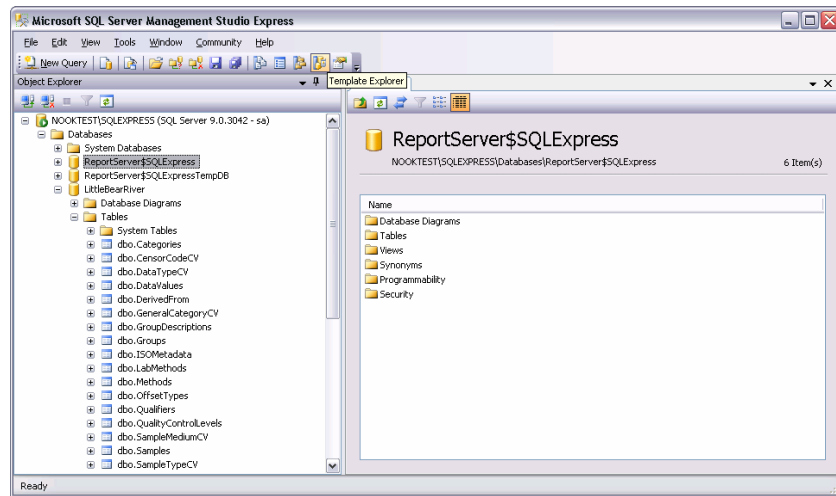 Microsoft SQL Server Management Studio Express
File Edit View Tools Window Community Help
New Query
Template Explorer
Object Explorer
NOOKTEST\SQLEXPRESS (SQL Server 9.0.3042 - sa)
Databases
System Databases
ReportServer$SQLExpress
ReportServer$SQLExpressTempDB
LittleBearRiver
Database Diagrams
Tables
System Tables
dbo.Categories
dbo.CensorCodeCV
dbo.DataTypeCV
dbo.DataValues
dbo.DerivedFrom
dbo.GeneralCategoryCV
dbo.GroupDescriptions
dbo.Groups
dbo.ISOMetadata
dbo.LabMethods
dbo.Methods
dbo.OffsetTypes
dbo.Qualifiers
dbo.QualityControlLevels
dbo.SampleMediumCV
dbo.Samples
dbo.SampleTypeCV
ReportServer$SQLExpress
NOOKTEST\SQLEXPRESS\Databases\ReportServer$SQLExpress 6 Item(s)
Name
Database Diagrams
Tables
Views
Synonyms
Programmability
Security
Ready